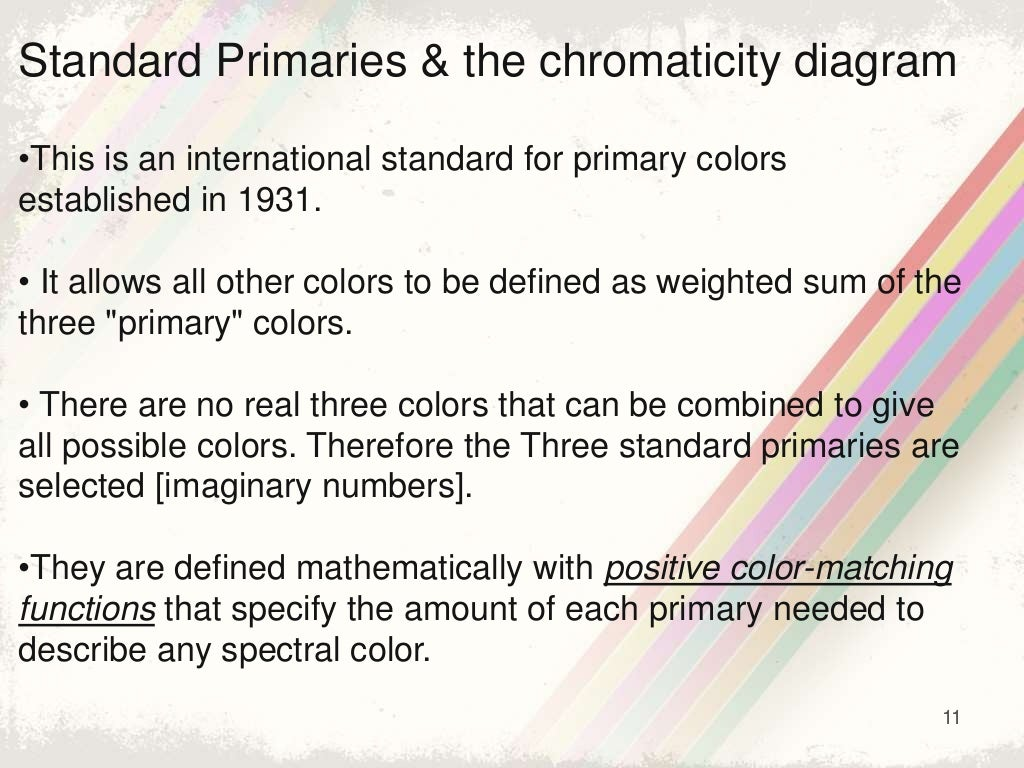 Standard Primaries & the chromaticity diagram
•This is an international standard for primary colors
established in 1931.
• It allows all other colors to be defined as weighted sum of the
three "primary" colors.
• There are no real three colors that can be combined to give
all possible colors. Therefore the Three standard primaries are
selected [imaginary numbers].
•They are defined mathematically with positive color-matching
functions that specify the amount of each primary needed to
describe any spectral color.
11